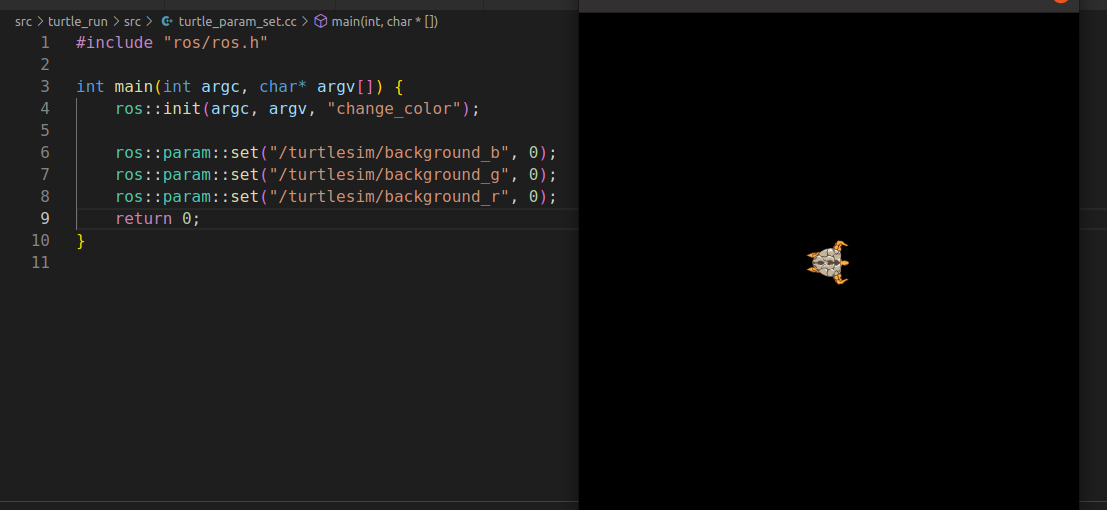 src > turtle_run > src > turtle_param_set.cc > main(int, char * [])
1 #include "ros/ros.h"
2
3 int main(int argc, char* argv[]) {
4     ros::init(argc, argv, "change_color");
5
6     ros::param::set("/turtlesim/background_b", 0);
7     ros::param::set("/turtlesim/background_g", 0);
8     ros::param::set("/turtlesim/background_r", 0);
9     return 0;
10 }
11